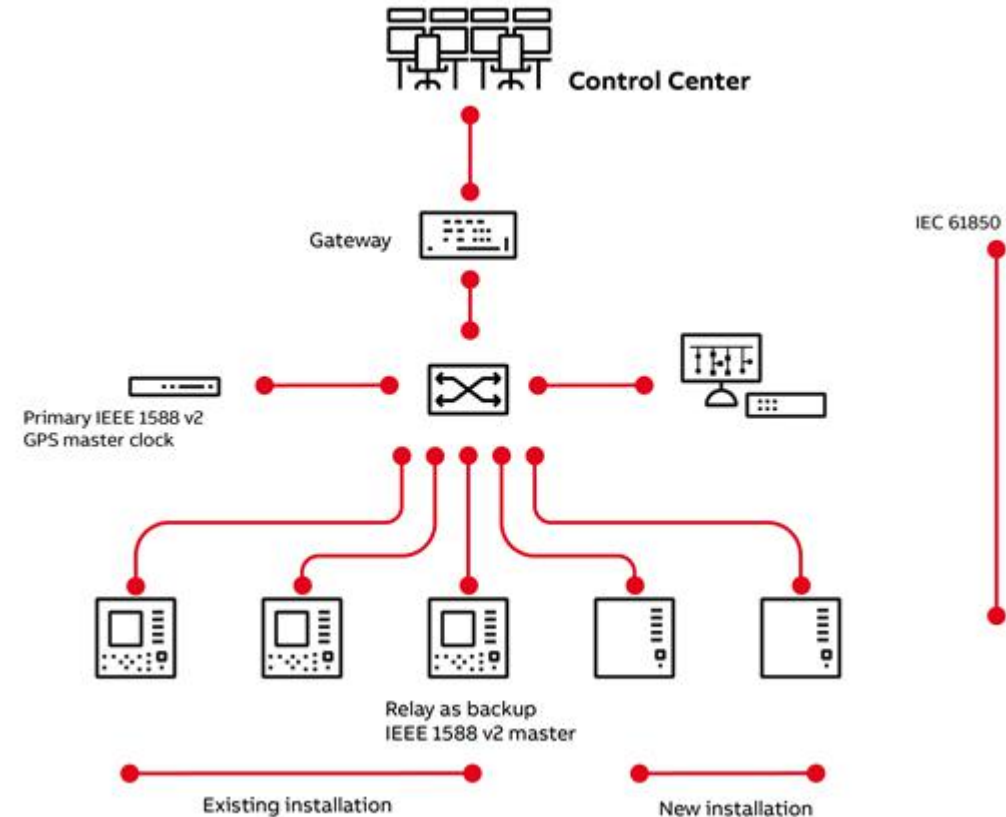 Control Center
Gateway
IEC 61850
Primary IEEE 1588 v2
GPS master clock
Relay as backup
IEEE 1588 v2 master
Existing installation
New installation